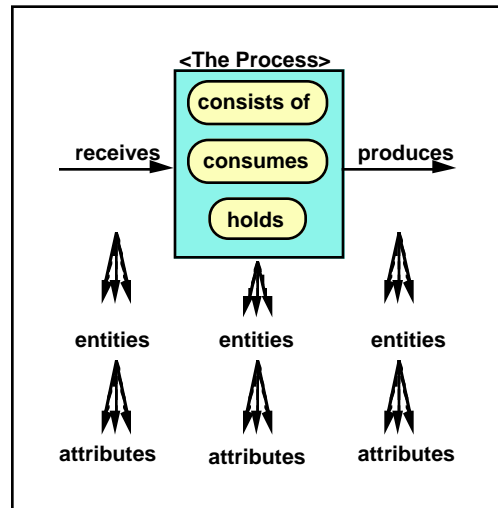 <The Process>
consists of
receives
consumes
produces
holds
entities
entities
entities
attributes
attributes
attributes